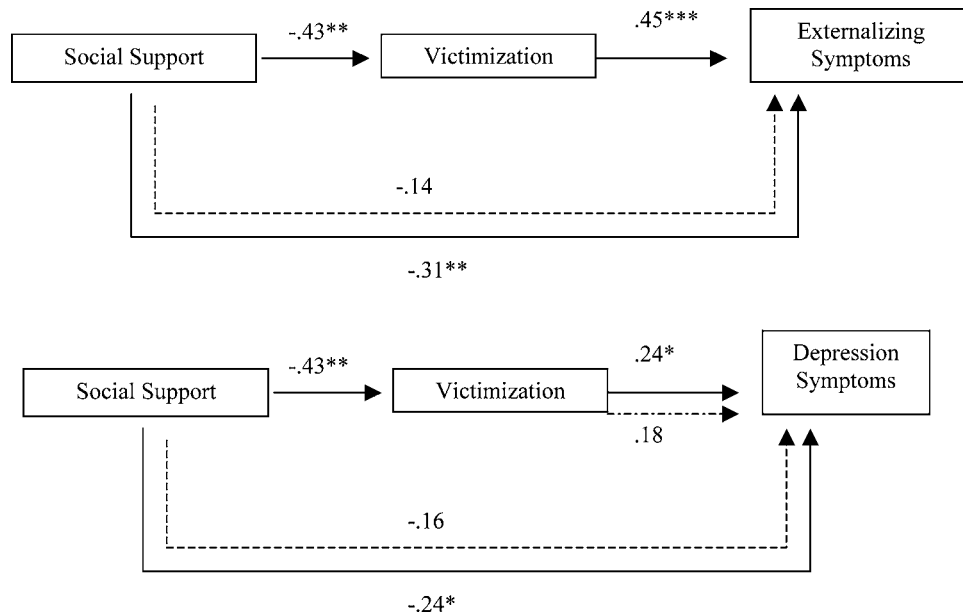 -.43**
.45***
Social Support
Victimization
Externalizing
Symptoms
-.14
-.31**
-.43**
.24*
Social Support
Victimization
Depression
Symptoms
.18
-.16
-.24*